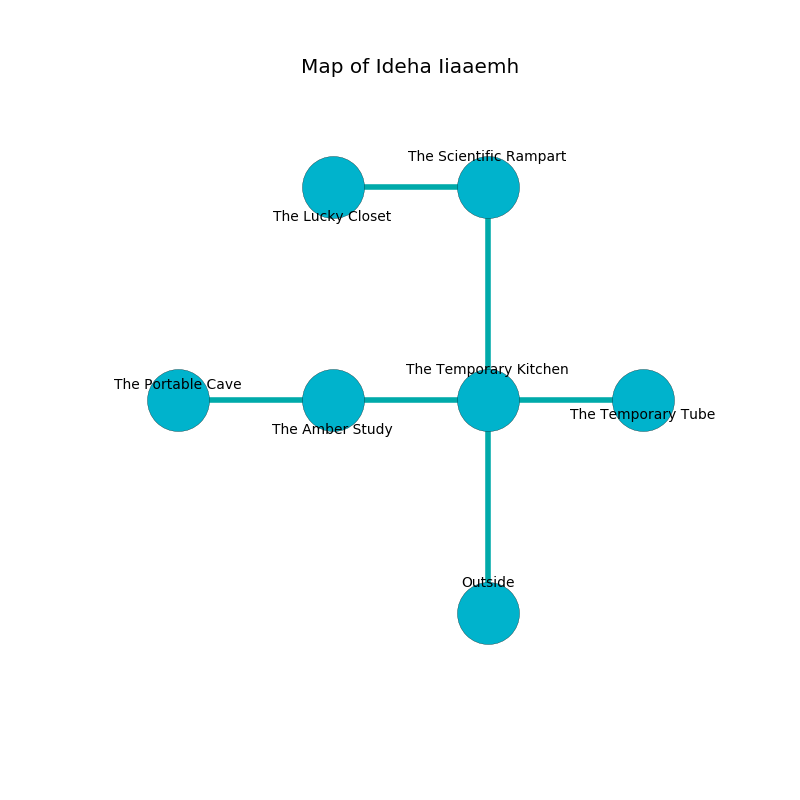 Map of Ideha Iiaaemh
The Scientific Rampart
The Lucky Closet
The Temporary Kitchen
The Portable Cave
The Temporary Tube
The Amber Study
Outside